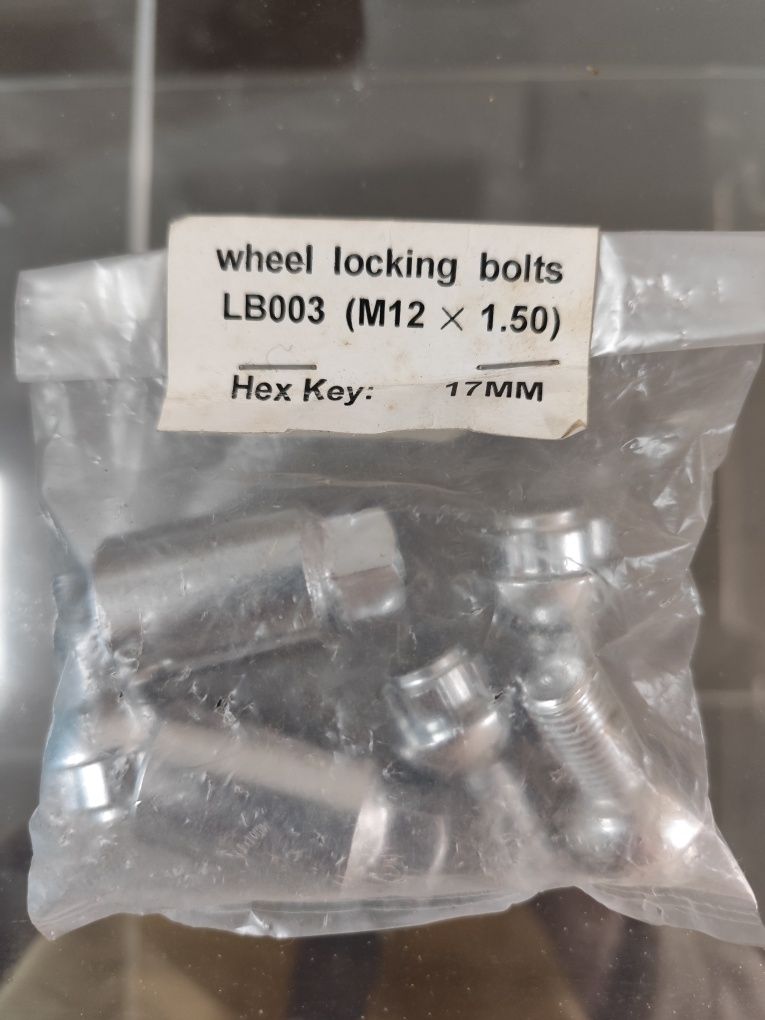 wheel locking bolts
LB003 (M12 × 1.50)
Hex Key: 17MM